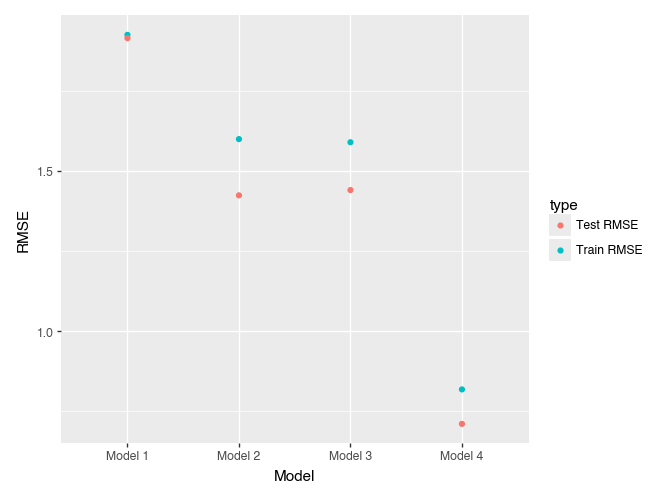 RMSE
1.5
1.0
Model 1
Model 2
Model 3
Model 4
Model
type
Test RMSE
Train RMSE